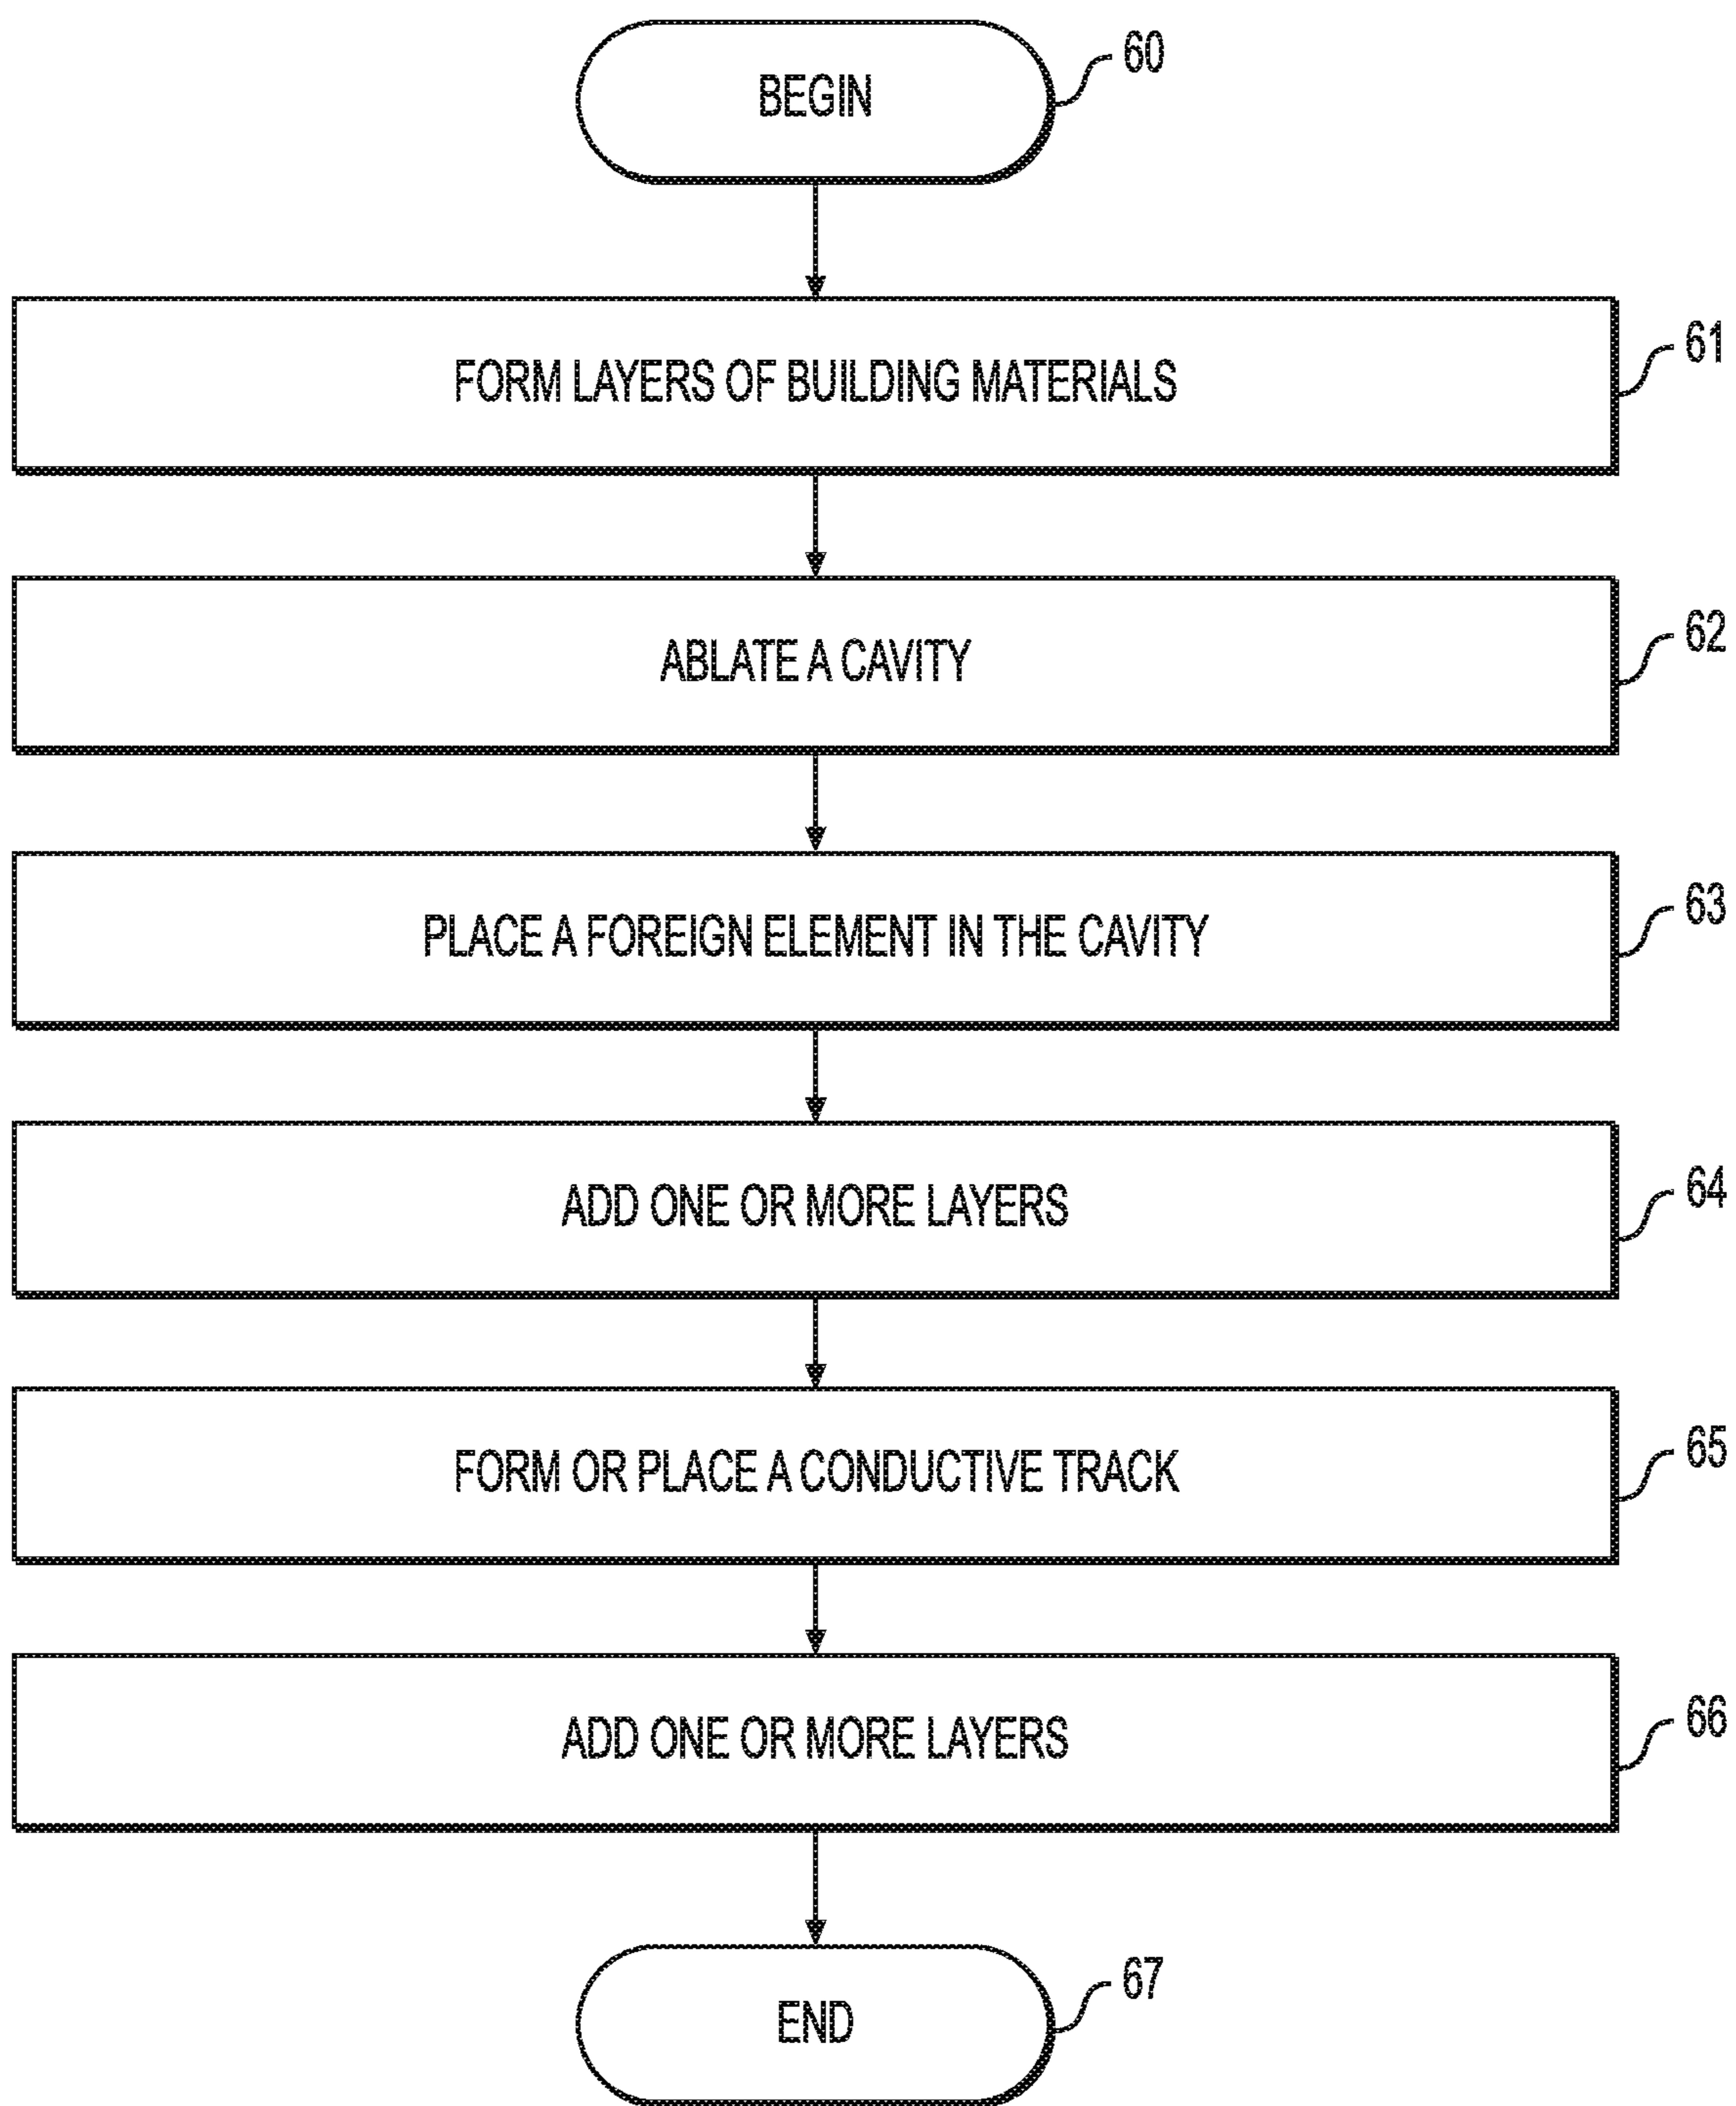 BEGIN
60
FORM LAYERS OF BUILDING MATERIALS
61
ABLATE A CAVITY
62
PLACE A FOREIGN ELEMENT IN THE CAVITY
63
ADD ONE OR MORE LAYERS
64
FORM OR PLACE A CONDUCTIVE TRACK
65
ADD ONE OR MORE LAYERS
66
END
67